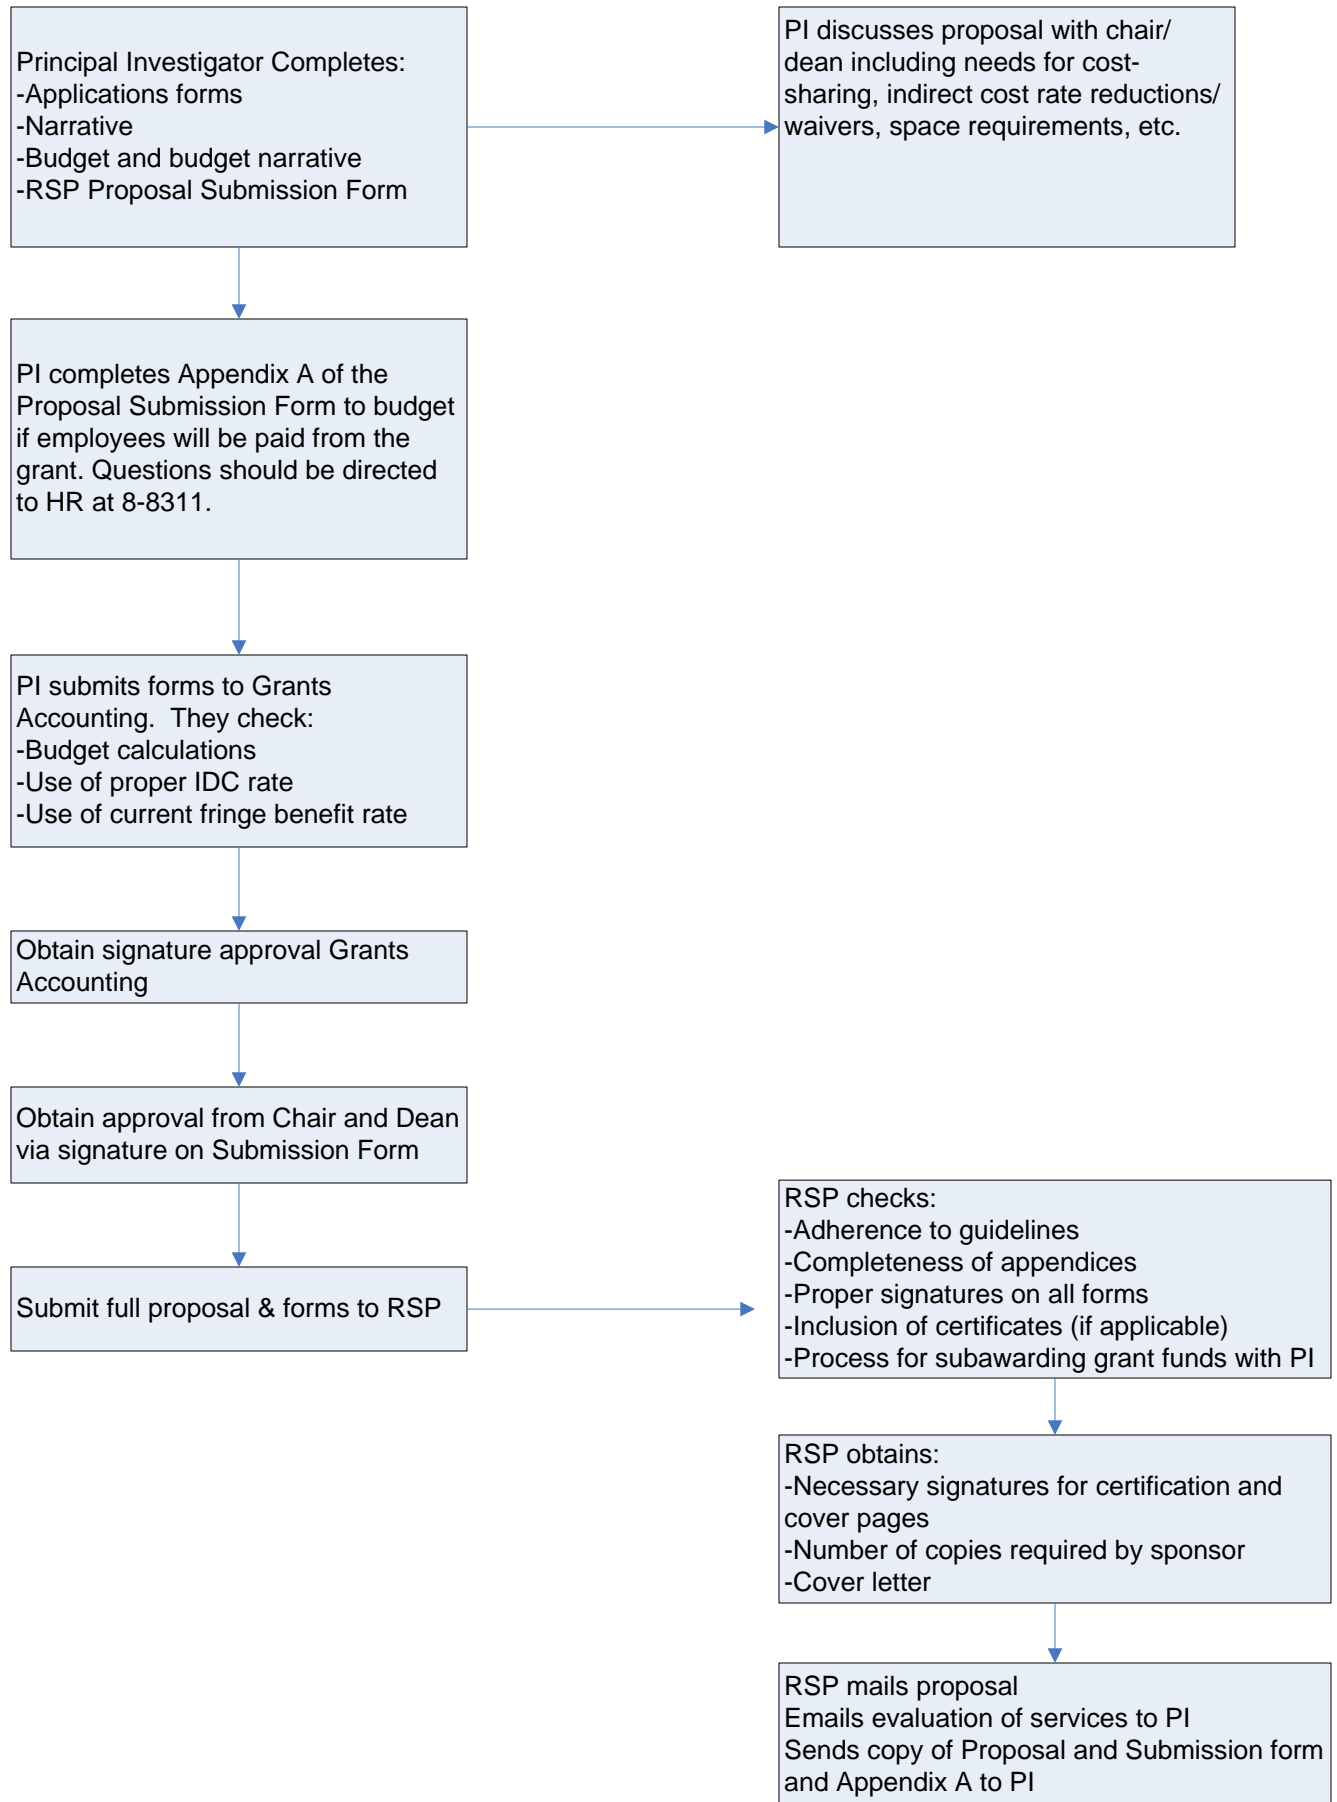 Principal Investigator Completes:
-Applications forms
-Narrative
-Budget and budget narrative
-RSP Proposal Submission Form
PI discusses proposal with chair/
dean including needs for cost-
sharing, indirect cost rate reductions/
waivers, space requirements, etc.
PI completes Appendix A of the
Proposal Submission Form to budget
if employees will be paid from the
grant. Questions should be directed
to HR at 8-8311.
PI submits forms to Grants
Accounting.  They check:
-Budget calculations
-Use of proper IDC rate
-Use of current fringe benefit rate
Obtain signature approval Grants
Accounting
Obtain approval from Chair and Dean
via signature on Submission Form
Submit full proposal & forms to RSP
RSP checks:
-Adherence to guidelines
-Completeness of appendices
-Proper signatures on all forms
-Inclusion of certificates (if applicable)
-Process for subawarding grant funds with PI
RSP obtains:
-Necessary signatures for certification and
cover pages
-Number of copies required by sponsor
-Cover letter
RSP mails proposal
Emails evaluation of services to PI
Sends copy of Proposal and Submission form
and Appendix A to PI